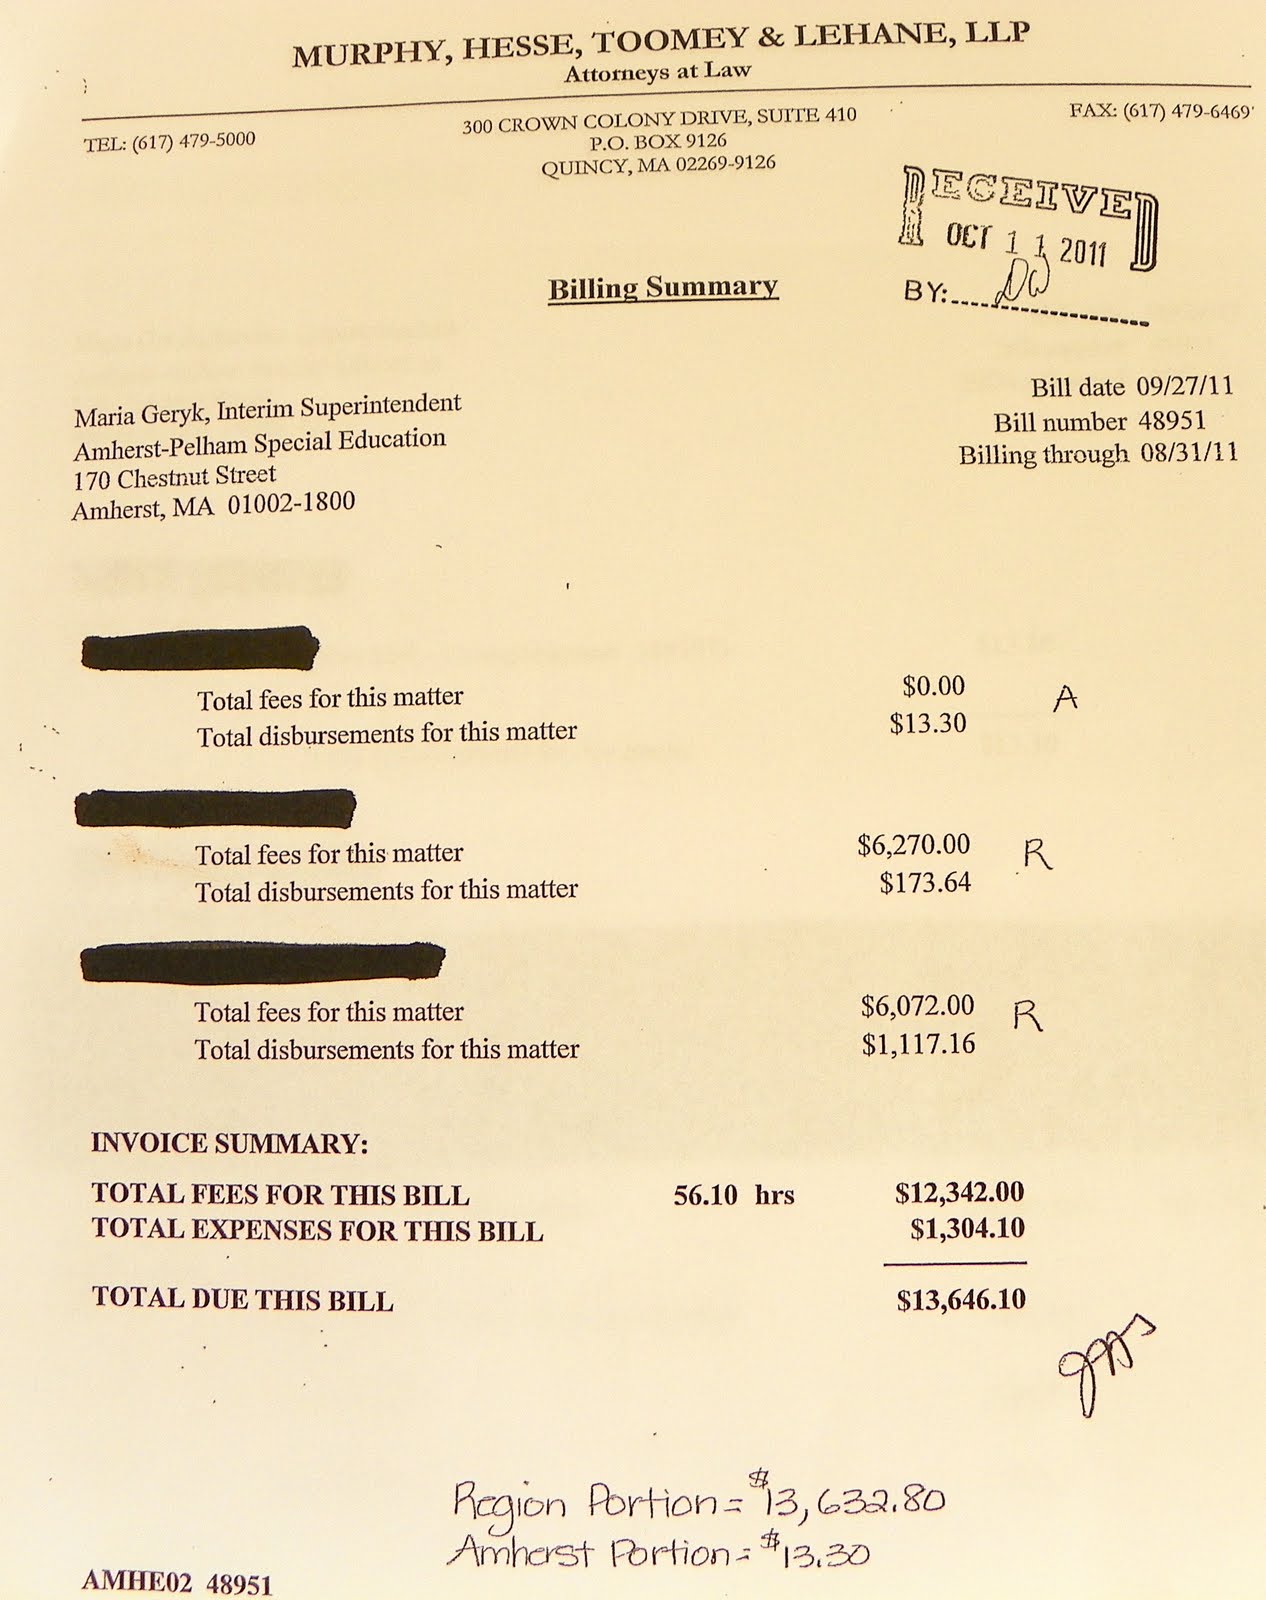 MURPHY, HESSE, TOOMEY & LEHANE, LLP
Attorneys at Law
TEL: (617) 479-5000
300 CROWN COLONY DRIVE, SUITE 410
P.O. BOX 9126
QUINCY, MA 02269-9126
FAX: (617) 479-6469
RECEIVED
OCT 11 2011
BY: DW
Billing Summary
Maria Geryk, Interim Superintendent
Amherst-Pelham Special Education
170 Chestnut Street
Amherst, MA 01002-1800
Bill date 09/27/11
Bill number 48951
Billing through 08/31/11
Total fees for this matter $0.00 A
Total disbursements for this matter $13.30
Total fees for this matter $6,270.00 R
Total disbursements for this matter $173.64
Total fees for this matter $6,072.00 R
Total disbursements for this matter $1,117.16
INVOICE SUMMARY:
TOTAL FEES FOR THIS BILL 56.10 hrs $12,342.00
TOTAL EXPENSES FOR THIS BILL $1,304.10
TOTAL DUE THIS BILL $13,646.10
Region Portion = $13,632.80
Amherst Portion = $13.30
AMHE02 48951